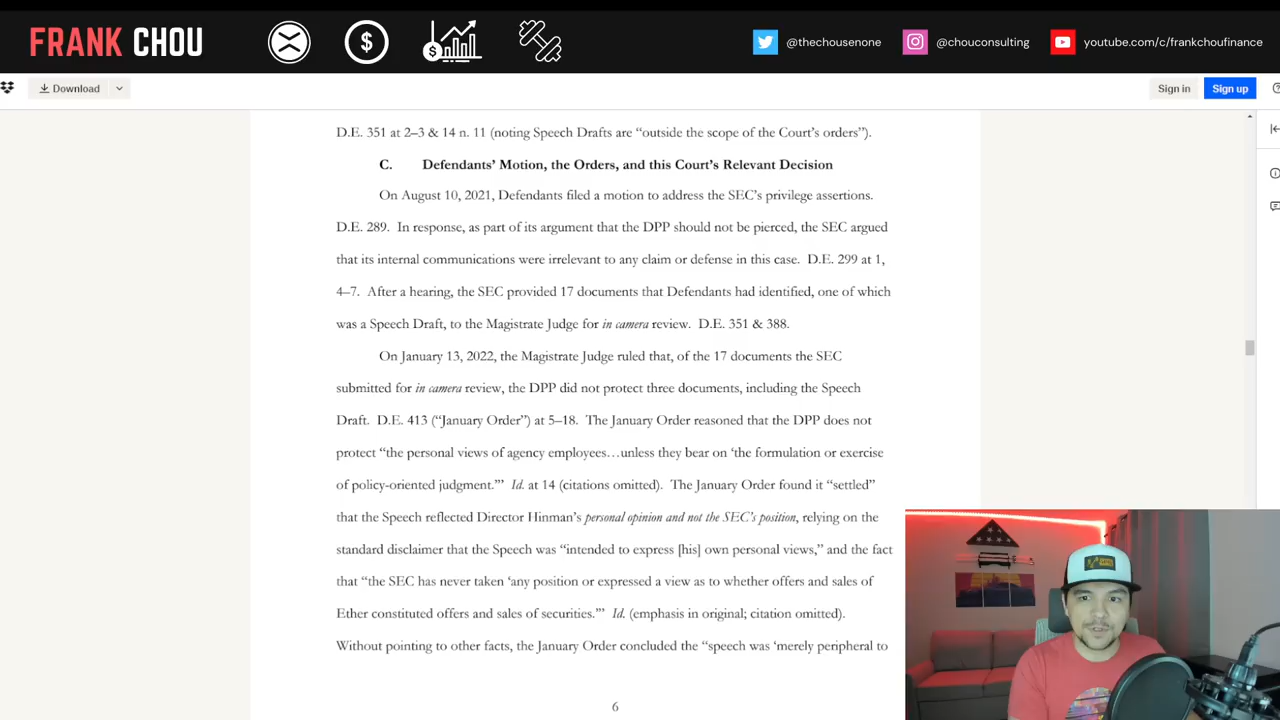 FRANK CHOU
@thechousenone
@chouconsulting
youtube.com/c/frankchoufinance
Download
Sign in
Sign up
D.E. 351 at 2–3 & 14 n. 11 (noting Speech Drafts are “outside the scope of the Court’s orders”).
C. Defendants’ Motion, the Orders, and this Court’s Relevant Decision
On August 10, 2021, Defendants filed a motion to address the SEC’s privilege assertions.
D.E. 289. In response, as part of its argument that the DPP should not be pierced, the SEC argued
that its internal communications were irrelevant to any claim or defense in this case. D.E. 299 at 1,
4–7. After a hearing, the SEC provided 17 documents that Defendants had identified, one of which
was a Speech Draft, to the Magistrate Judge for in camera review. D.E. 351 & 388.
On January 13, 2022, the Magistrate Judge ruled that, of the 17 documents the SEC
submitted for in camera review, the DPP did not protect three documents, including the Speech
Draft. D.E. 413 (“January Order”) at 5–18. The January Order reasoned that the DPP does not
protect “the personal views of agency employees…unless they bear on ‘the formulation or exercise
of policy-oriented judgment.’” Id. at 14 (citations omitted). The January Order found it “settled”
that the Speech reflected Director Hinman’s personal opinion and not the SEC’s position, relying on the
standard disclaimer that the Speech was “intended to express [his] own personal views,” and the fact
that “the SEC has never taken ‘any position or expressed a view as to whether offers and sales of
Ether constituted offers and sales of securities.’” Id. (emphasis in original; citation omitted).
Without pointing to other facts, the January Order concluded the “speech was ‘merely peripheral to
6